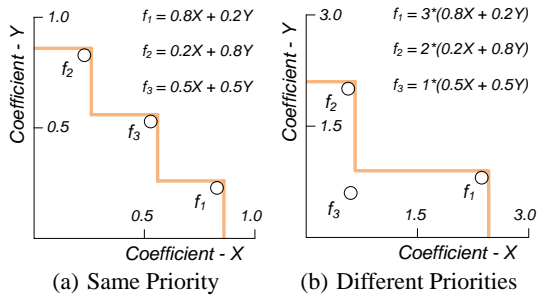 1.0
f₁ = 0.8X + 0.2Y
f₂ = 0.2X + 0.8Y
f₃ = 0.5X + 0.5Y
Coefficient - Y
0.5
f₂
f₃
f₁
0.5
1.0
Coefficient - X
(a) Same Priority
3.0
f₁ = 3*(0.8X + 0.2Y)
f₂ = 2*(0.2X + 0.8Y)
f₃ = 1*(0.5X + 0.5Y)
Coefficient - Y
1.5
f₂
f₁
f₃
1.5
3.0
Coefficient - X
(b) Different Priorities